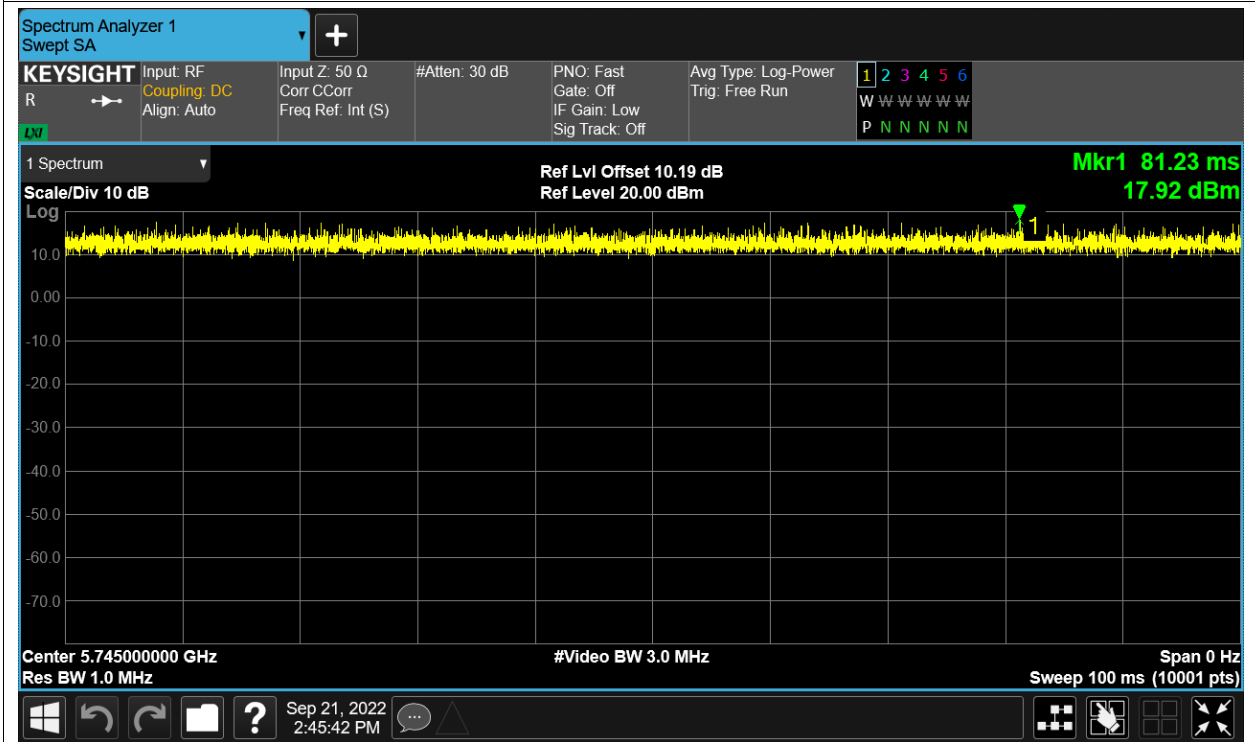 Spectrum Analyzer 1
Swept SA
KEYSIGHT
R
LXI
Input: RF
Coupling: DC
Align: Auto
Input Z: 50 Ω
Corr CCorr
Freq Ref: Int (S)
#Atten: 30 dB
PNO: Fast
Gate: Off
IF Gain: Low
Sig Track: Off
Avg Type: Log-Power
Trig: Free Run
1 2 3 4 5 6
W W W W W W
P N N N N N
1 Spectrum
Scale/Div 10 dB
Ref Lvl Offset 10.19 dB
Ref Level 20.00 dBm
Mkr1 81.23 ms
17.92 dBm
Log
1
10.0
0.00
-10.0
-20.0
-30.0
-40.0
-50.0
-60.0
-70.0
Center 5.745000000 GHz
Res BW 1.0 MHz
#Video BW 3.0 MHz
Span 0 Hz
Sweep 100 ms (10001 pts)
?
Sep 21, 2022
2:45:42 PM